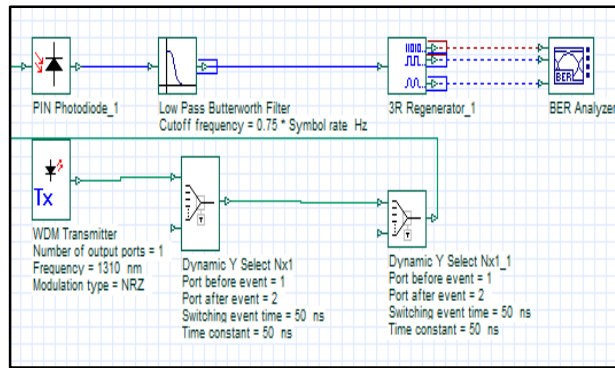 PIN Photodiode_1
Low Pass Butterworth Filter
Cutoff frequency = 0.75 * Symbol rate Hz
3R Regenerator_1
BER
BER Analyzer
Tx
WDM Transmitter
Number of output ports = 1
Frequency = 1310 nm
Modulation type = NRZ
Dynamic Y Select Nx1
Port before event = 1
Port after event = 2
Switching event time = 50 ns
Time constant = 50 ns
Dynamic Y Select Nx1_1
Port before event = 1
Port after event = 2
Switching event time = 50 ns
Time constant = 50 ns